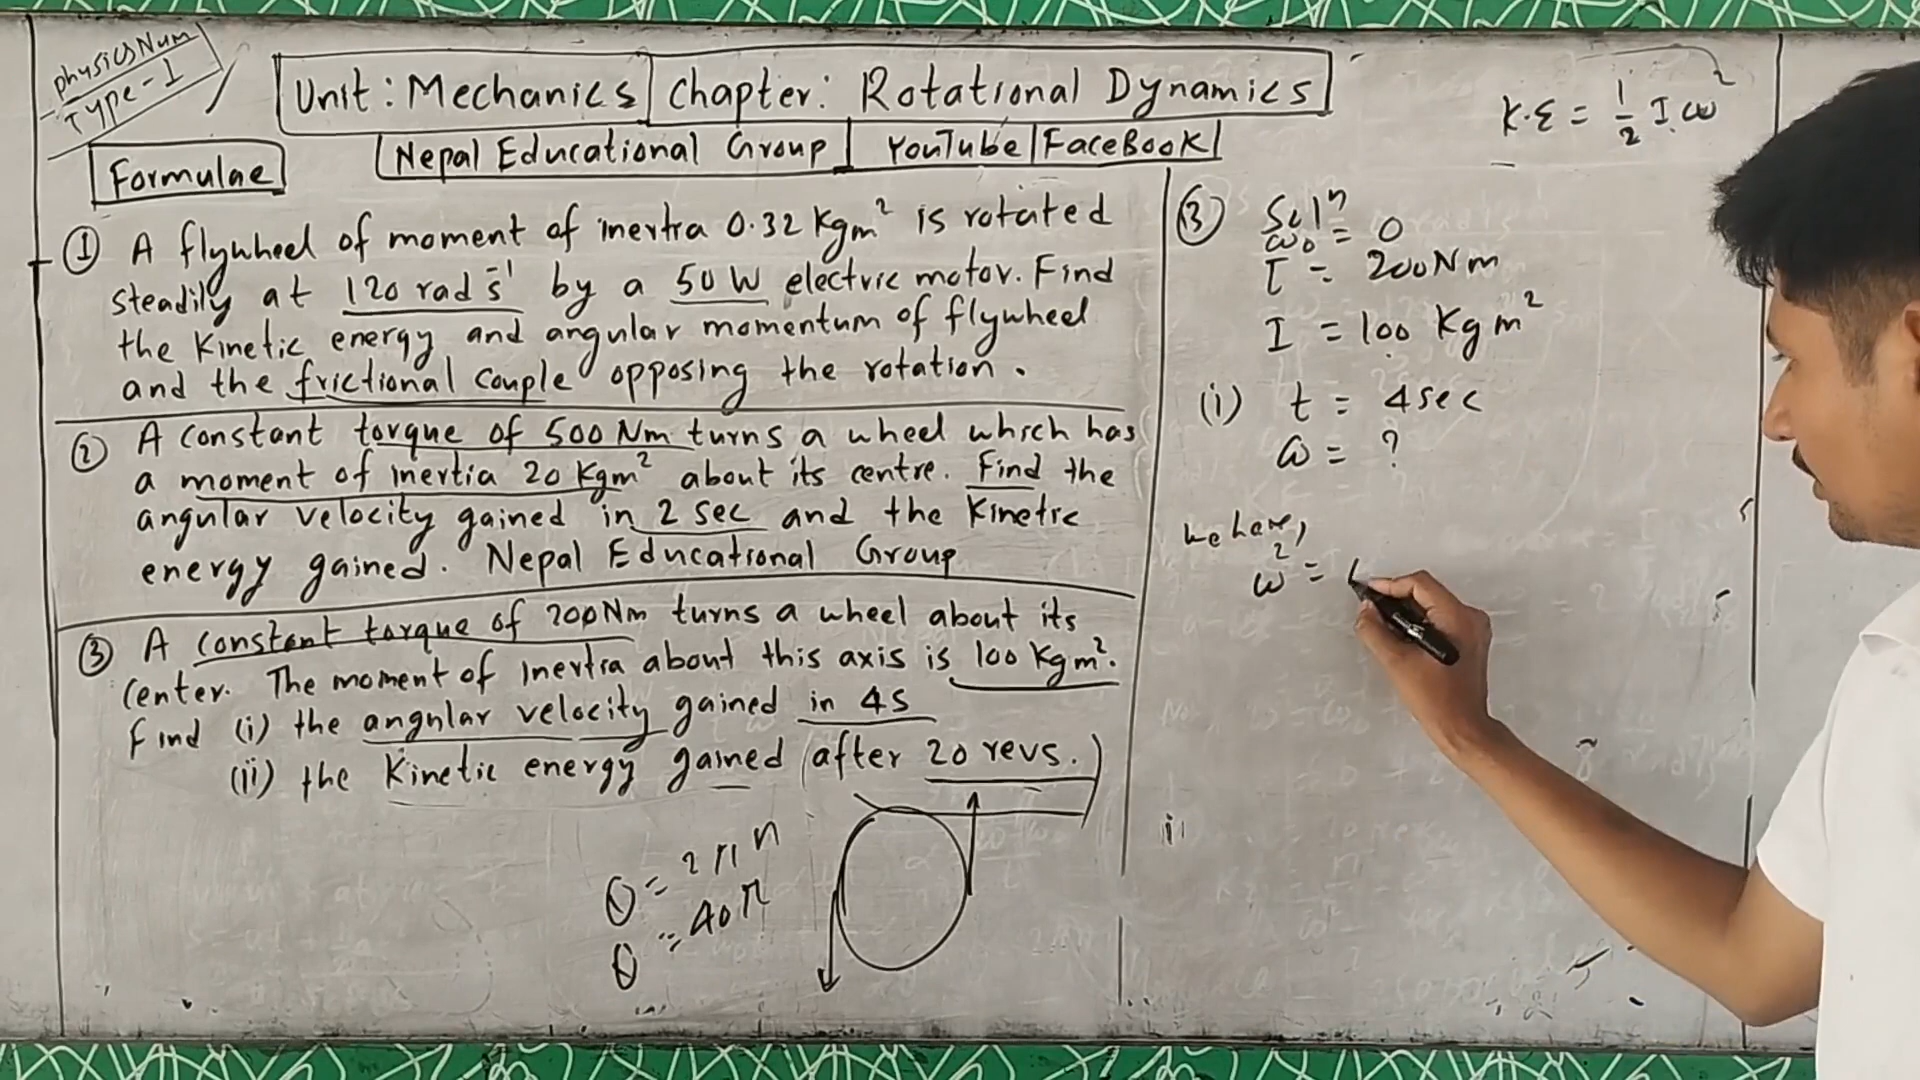 physics Num
Type-1
Unit: Mechanics
Chapter: Rotational Dynamics
Nepal Educational Group
YouTube | FaceBook
Formulae
① A flywheel of moment of inertia 0.32 Kgm² is rotated
steadily at 120 rad s⁻¹ by a 50 W electric motor. Find
the Kinetic energy and angular momentum of flywheel
and the frictional couple opposing the rotation.
② A constant torque of 500 Nm turns a wheel which has
a moment of inertia 20 Kgm² about its centre. Find the
angular velocity gained in 2 sec and the Kinetic
energy gained. Nepal Educational Group
③ A constant torque of 200Nm turns a wheel about its
center. The moment of inertia about this axis is 100 Kgm².
find (i) the angular velocity gained in 4s
(ii) the Kinetic energy gained (after 20 revs.)
θ = 2πn
θ = 40π
K.E = 1/2 I ω²
③ Solⁿ
ω₀ = 0
τ = 200Nm
I = 100 Kgm²
(i) t = 4sec
ω = ?
we have,
ω² =
ii